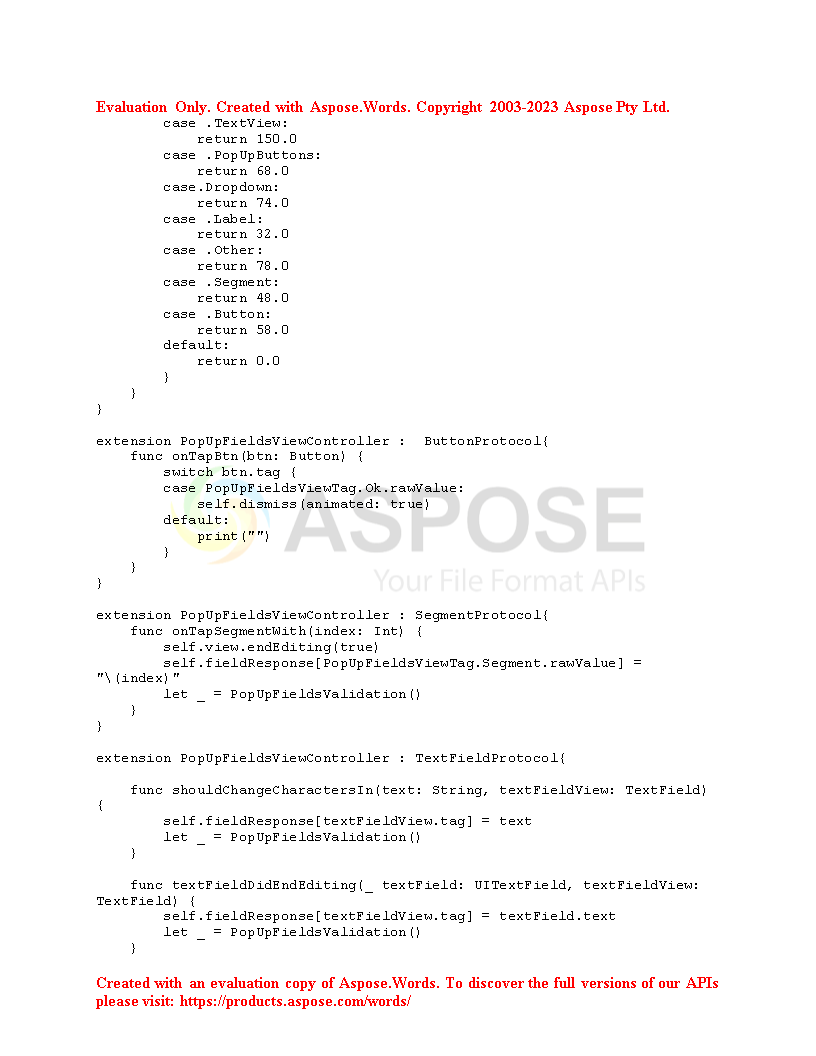 Evaluation Only. Created with Aspose.Words. Copyright 2003-2023 Aspose Pty Ltd.
        case .TextView:
            return 150.0
        case .PopUpButtons:
            return 68.0
        case.Dropdown:
            return 74.0
        case .Label:
            return 32.0
        case .Other:
            return 78.0
        case .Segment:
            return 48.0
        case .Button:
            return 58.0
        default:
            return 0.0
        }
    }
}

extension PopUpFieldsViewController :  ButtonProtocol{
    func onTapBtn(btn: Button) {
        switch btn.tag {
        case PopUpFieldsViewTag.Ok.rawValue:
            self.dismiss(animated: true)
        default:
            print("")
        }
    }
}
ASPOSE
Your File Format APIs

extension PopUpFieldsViewController : SegmentProtocol{
    func onTapSegmentWith(index: Int) {
        self.view.endEditing(true)
        self.fieldResponse[PopUpFieldsViewTag.Segment.rawValue] =
"\(index)"
        let _ = PopUpFieldsValidation()
    }
}

extension PopUpFieldsViewController : TextFieldProtocol{

    func shouldChangeCharactersIn(text: String, textFieldView: TextField)
{
        self.fieldResponse[textFieldView.tag] = text
        let _ = PopUpFieldsValidation()
    }

    func textFieldDidEndEditing(_ textField: UITextField, textFieldView:
TextField) {
        self.fieldResponse[textFieldView.tag] = textField.text
        let _ = PopUpFieldsValidation()
    }

Created with an evaluation copy of Aspose.Words. To discover the full versions of our APIs
please visit: https://products.aspose.com/words/